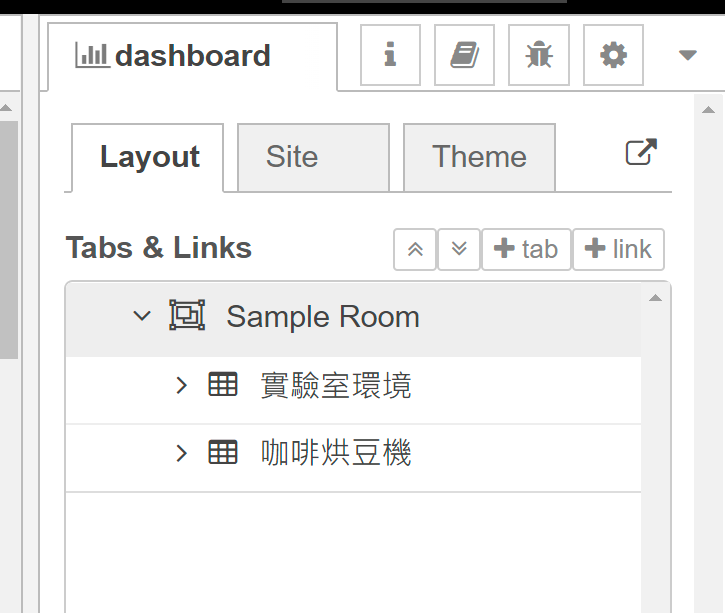 dashboard
Layout Site Theme
Tabs & Links + tab + link
Sample Room
實驗室環境
咖啡烘豆機